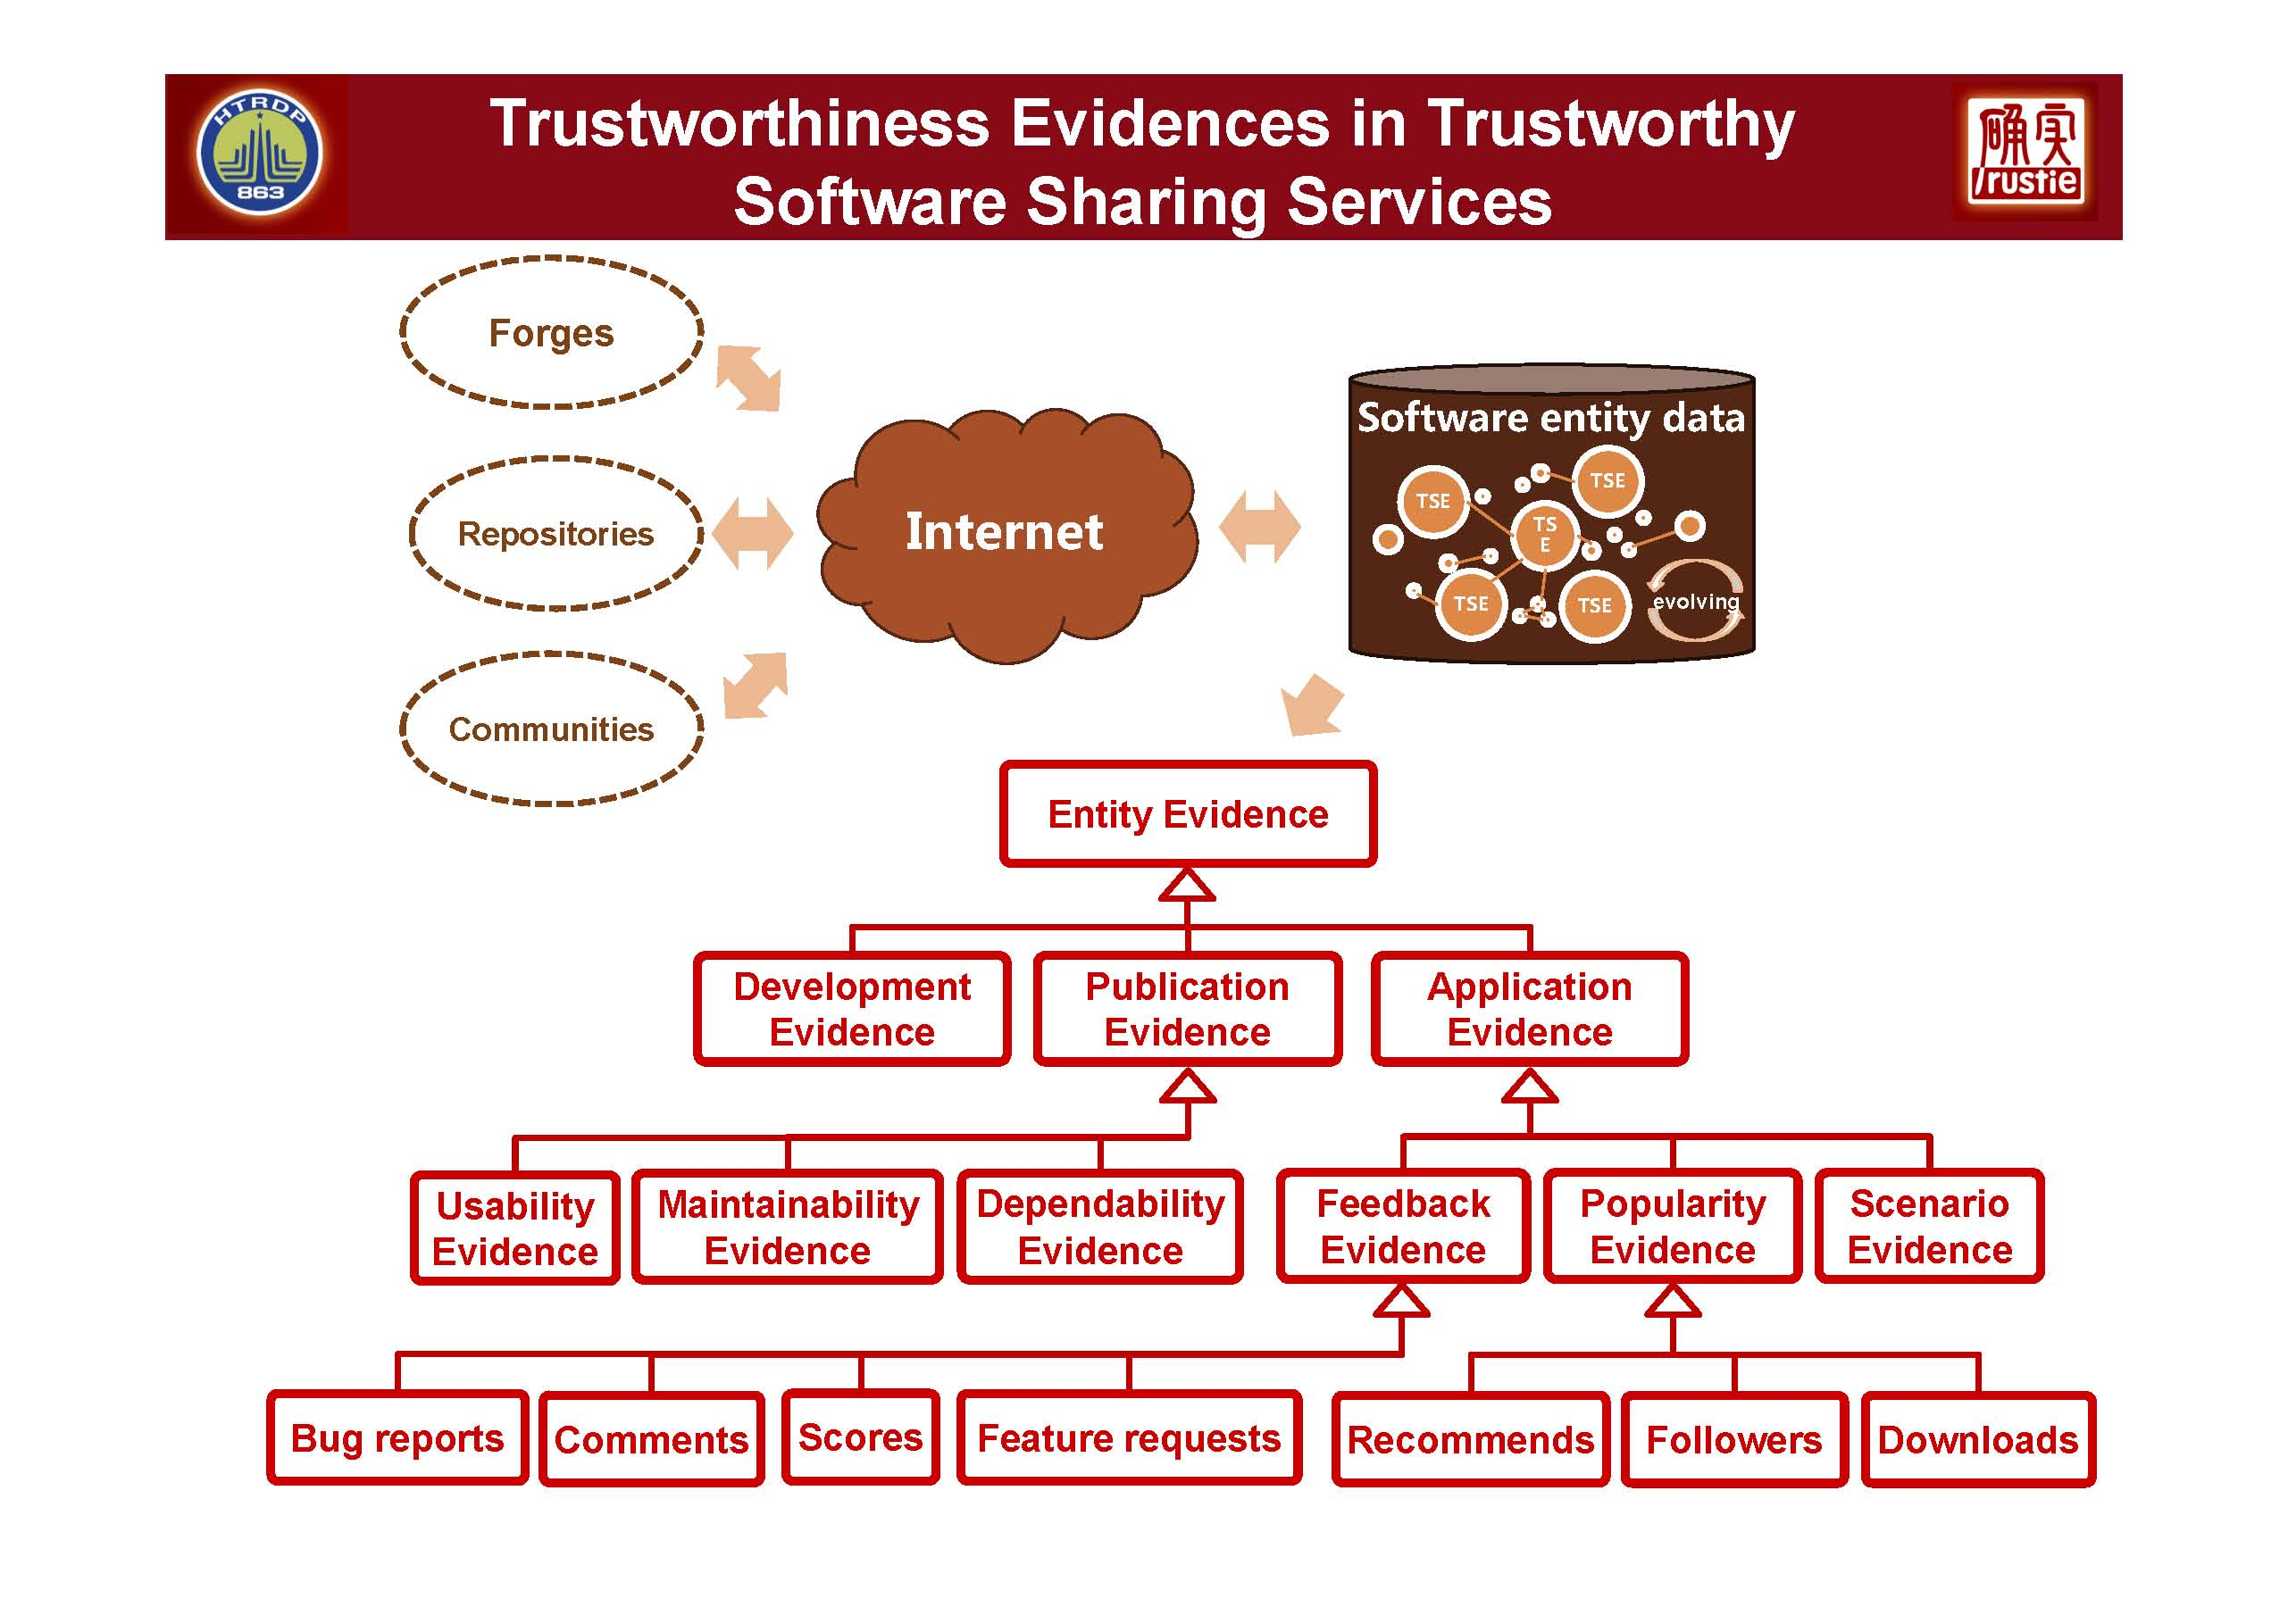 HTRDP
863
Trustworthiness Evidences in Trustworthy
Software Sharing Services
确实
Trustie
Forges
Repositories
Communities
Internet
Software entity data
TSE
TSE
TS
E
TSE
TSE
evolving
Entity Evidence
Development
Evidence
Publication
Evidence
Application
Evidence
Usability
Evidence
Maintainability
Evidence
Dependability
Evidence
Feedback
Evidence
Popularity
Evidence
Scenario
Evidence
Bug reports
Comments
Scores
Feature requests
Recommends
Followers
Downloads